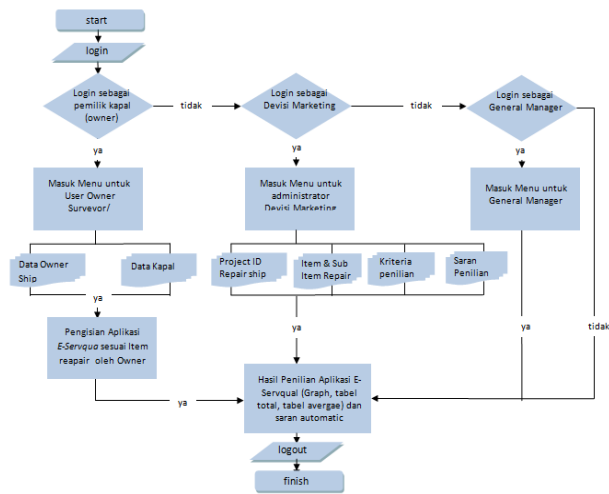 start
login
Login sebagai
pemilik kapal
(owner)
tidak
Login sebagai
Devisi Marketing
tidak
Login sebagai
General Manager
ya
ya
ya
Masuk Menu untuk
User Owner
Surveyor/
Masuk Menu untuk
administrator
Devisi Marketing
Masuk Menu untuk
General Manager
Data Owner
Ship
Data Kapal
Project ID
Repair ship
Item & Sub
Item Repair
Kriteria
penilian
Saran
Penilian
ya
ya
ya
tidak
Pengisian Aplikasi
E-Servqua sesuai Item
reapair oleh Owner
ya
Hasil Penilian Aplikasi E-
Servqual (Graph, tabel
total, tabel avergae) dan
saran automatic
logout
finish